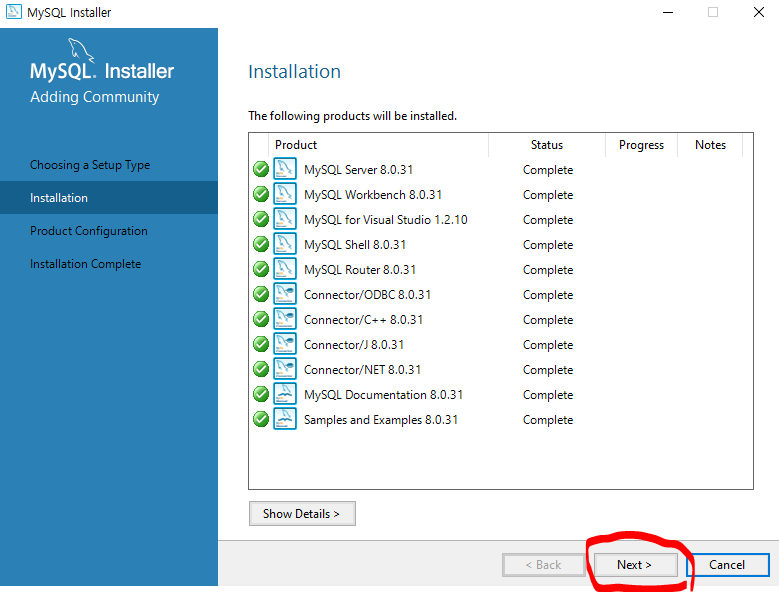 MySQL Installer
MySQL. Installer
Adding Community
Choosing a Setup Type
Installation
Product Configuration
Installation Complete
Installation
The following products will be installed.
Product Status Progress Notes
MySQL Server 8.0.31 Complete
MySQL Workbench 8.0.31 Complete
MySQL for Visual Studio 1.2.10 Complete
MySQL Shell 8.0.31 Complete
MySQL Router 8.0.31 Complete
Connector/ODBC 8.0.31 Complete
Connector/C++ 8.0.31 Complete
Connector/J 8.0.31 Complete
Connector/NET 8.0.31 Complete
MySQL Documentation 8.0.31 Complete
Samples and Examples 8.0.31 Complete
Show Details >
< Back Next > Cancel